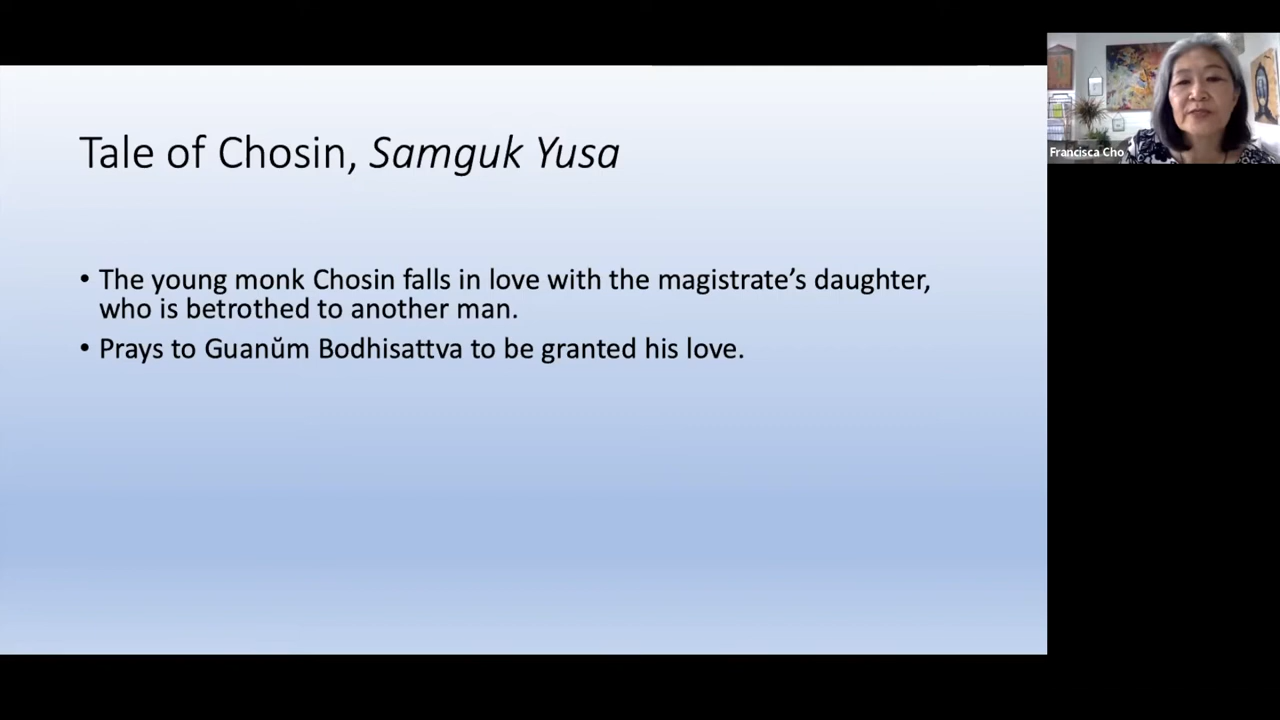 Tale of Chosin, Samguk Yusa
• The young monk Chosin falls in love with the magistrate’s daughter,
who is betrothed to another man.
• Prays to Guanŭm Bodhisattva to be granted his love.
Francisca Cho